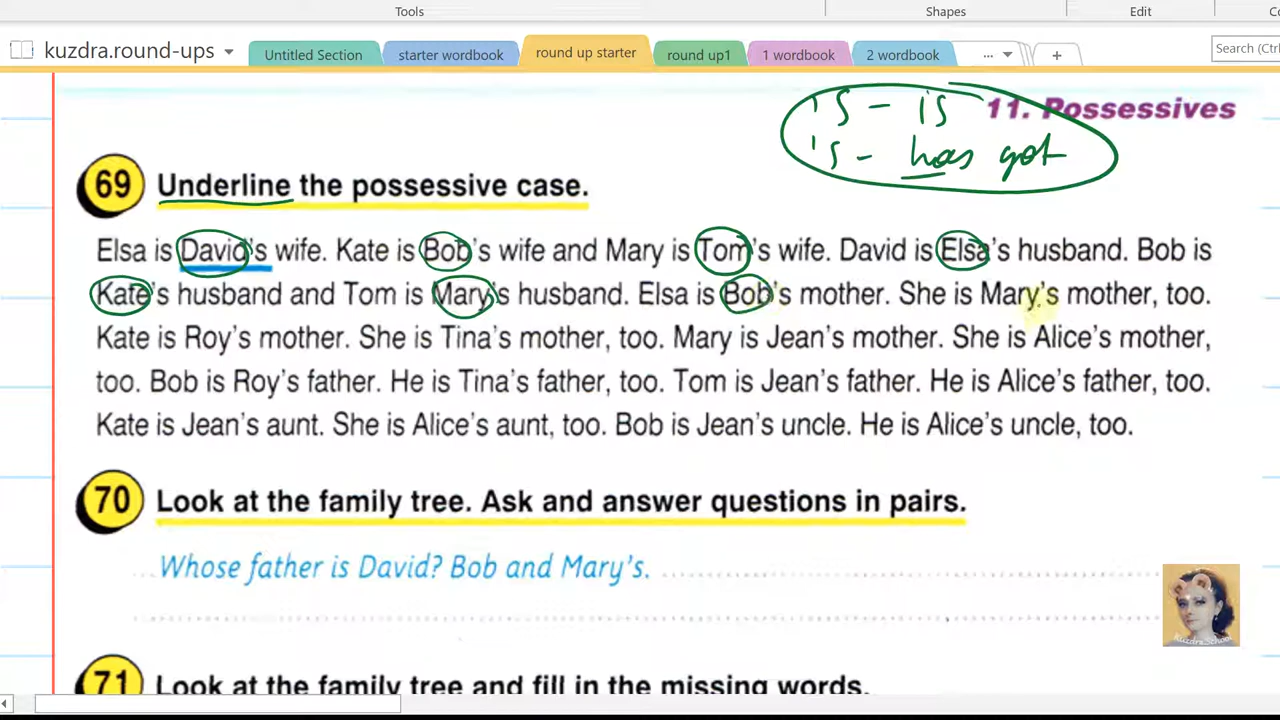 Tools Shapes Edit Co
kuzdra.round-ups Untitled Section starter wordbook round up starter round up1 1 wordbook 2 wordbook ... + Search (Ctrl
's - is
11. Possessives
's - has got
69 Underline the possessive case.
Elsa is David's wife. Kate is Bob's wife and Mary is Tom's wife. David is Elsa's husband. Bob is
Kate's husband and Tom is Mary's husband. Elsa is Bob's mother. She is Mary's mother, too.
Kate is Roy's mother. She is Tina's mother, too. Mary is Jean's mother. She is Alice's mother,
too. Bob is Roy's father. He is Tina's father, too. Tom is Jean's father. He is Alice's father, too.
Kate is Jean's aunt. She is Alice's aunt, too. Bob is Jean's uncle. He is Alice's uncle, too.
70 Look at the family tree. Ask and answer questions in pairs.
Whose father is David? Bob and Mary's.
kuzdraSchool
71 Look at the family tree and fill in the missing words.